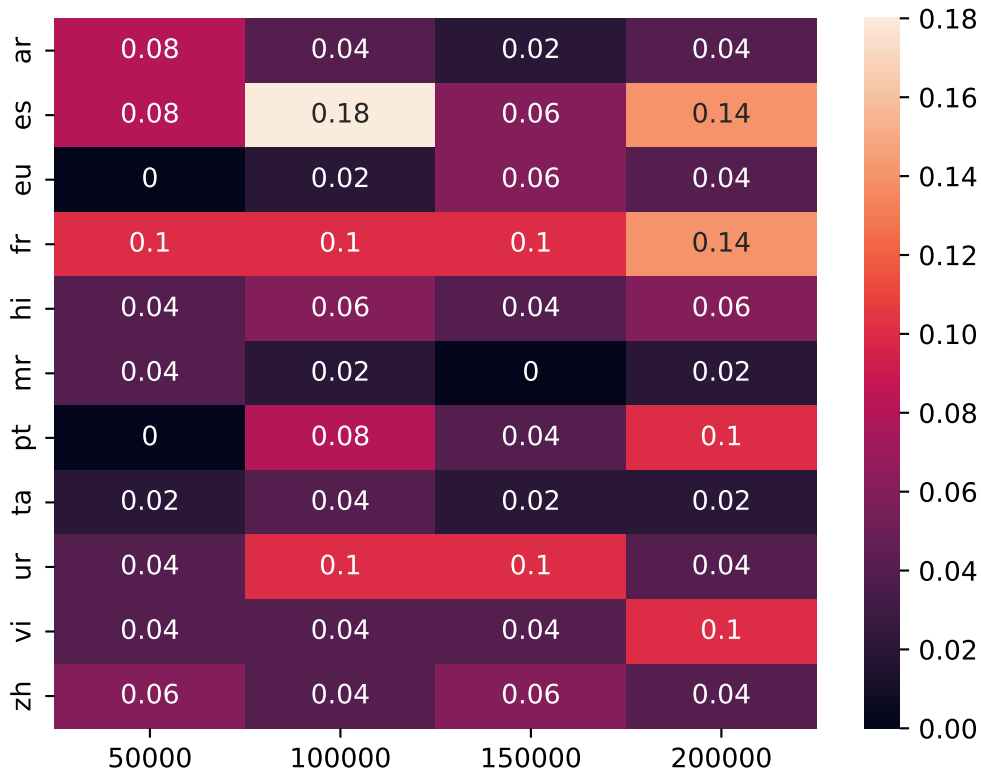 ar 0.08 0.04 0.02 0.04
es 0.08 0.18 0.06 0.14
eu 0 0.02 0.06 0.04
fr 0.1 0.1 0.1 0.14
hi 0.04 0.06 0.04 0.06
mr 0.04 0.02 0 0.02
pt 0 0.08 0.04 0.1
ta 0.02 0.04 0.02 0.02
ur 0.04 0.1 0.1 0.04
vi 0.04 0.04 0.04 0.1
zh 0.06 0.04 0.06 0.04
50000 100000 150000 200000
0.18
0.16
0.14
0.12
0.10
0.08
0.06
0.04
0.02
0.00